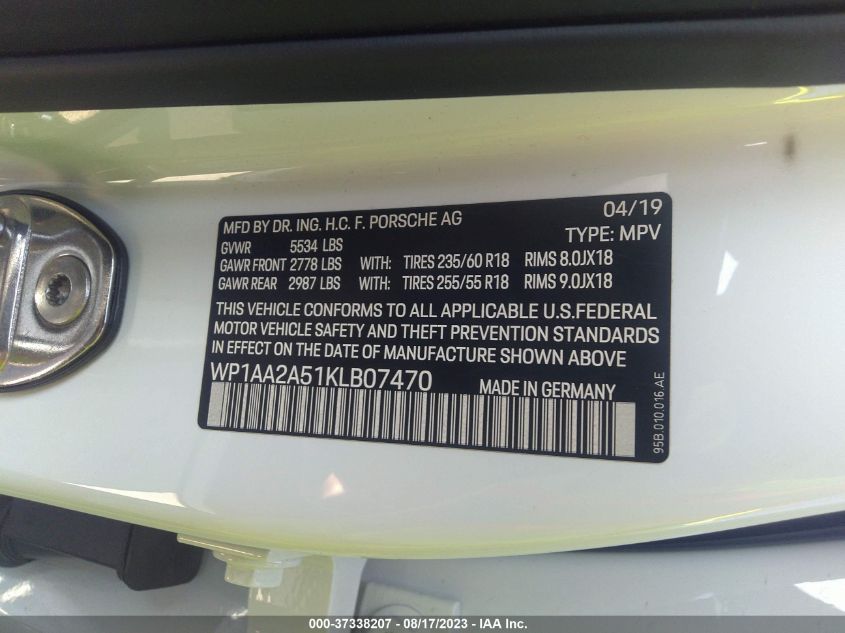 MFD BY DR. ING. H.C. F. PORSCHE AG 04/19
GVWR 5534 LBS TYPE: MPV
GAWR FRONT 2778 LBS WITH: TIRES 235/60 R18 RIMS 8.0JX18
GAWR REAR 2987 LBS WITH: TIRES 255/55 R18 RIMS 9.0JX18
THIS VEHICLE CONFORMS TO ALL APPLICABLE U.S.FEDERAL
MOTOR VEHICLE SAFETY AND THEFT PREVENTION STANDARDS
IN EFFECT ON THE DATE OF MANUFACTURE SHOWN ABOVE
WP1AA2A51KLB07470 MADE IN GERMANY
95B.010.016.AE
000-37338207 - 08/17/2023 - IAA Inc.